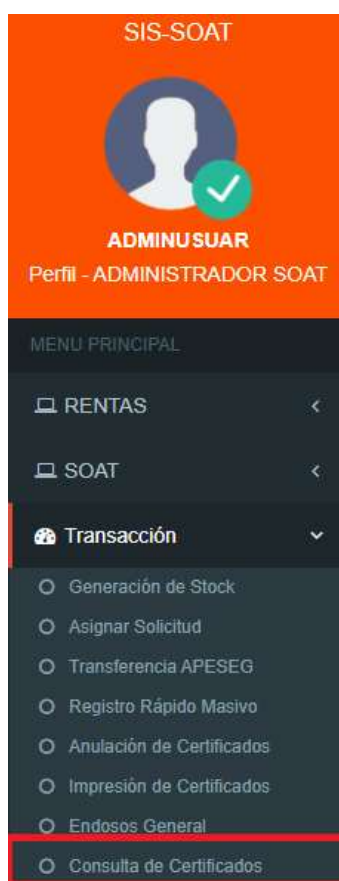 SIS-SOAT
ADMINUSUAR
Perfil - ADMINISTRADOR SOAT
MENU PRINCIPAL
RENTAS
SOAT
Transacción
Generación de Stock
Asignar Solicitud
Transferencia APESEG
Registro Rápido Masivo
Anulación de Certificados
Impresión de Certificados
Endosos General
Consulta de Certificados